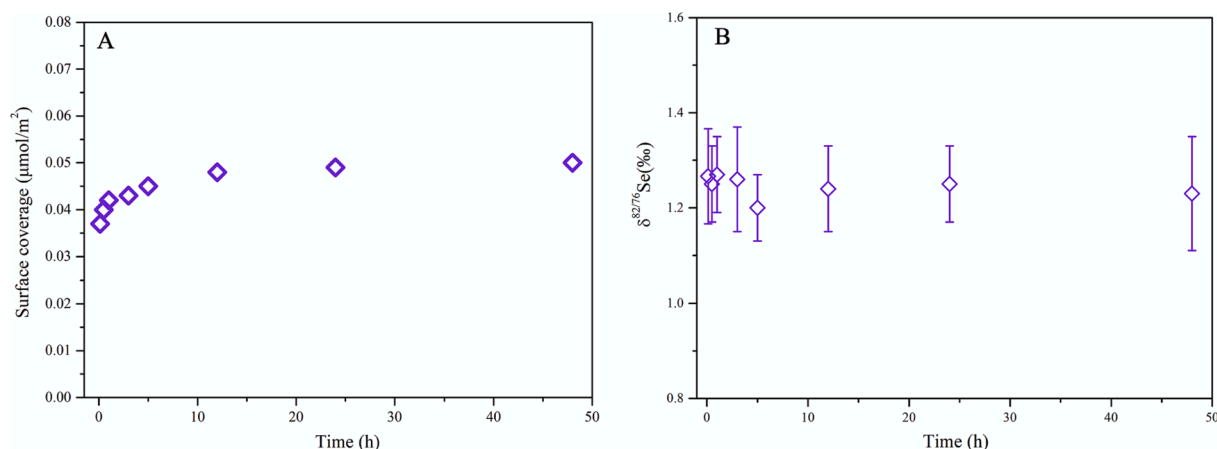 A
Surface coverage (μmol/m²)
0.08
0.07
0.06
0.05
0.04
0.03
0.02
0.01
0.00
0 10 20 30 40 50
Time (h)
B
δ⁸²/⁷⁶Se(‰)
1.6
1.4
1.2
1.0
0.8
0 10 20 30 40 50
Time (h)